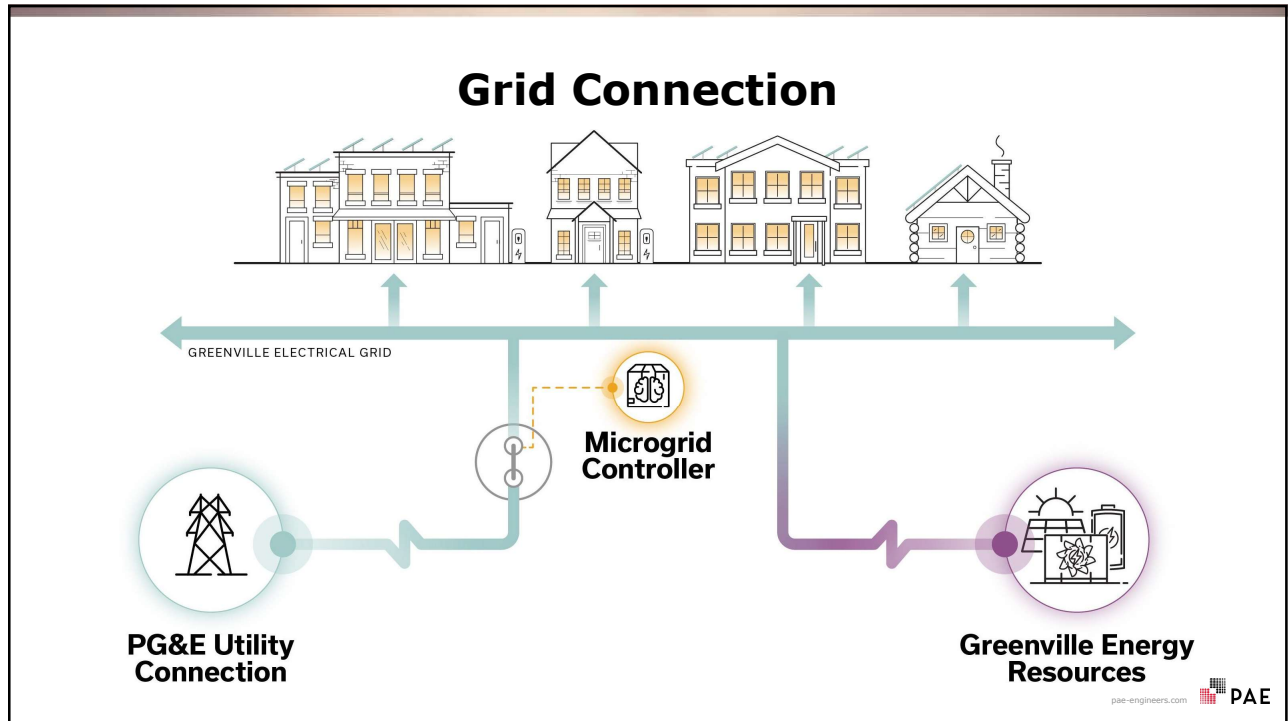 Grid Connection
GREENVILLE ELECTRICAL GRID
Microgrid
Controller
PG&E Utility
Connection
Greenville Energy
Resources
pae-engineers.com
PAE